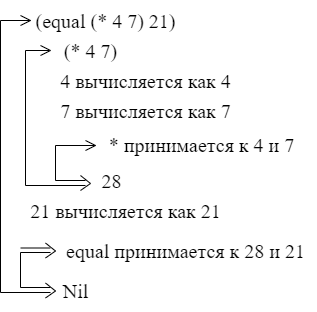 (equal (* 4 7) 21)
(* 4 7)
4 вычисляется как 4
7 вычисляется как 7
* принимается к 4 и 7
28
21 вычисляется как 21
equal принимается к 28 и 21
Nil